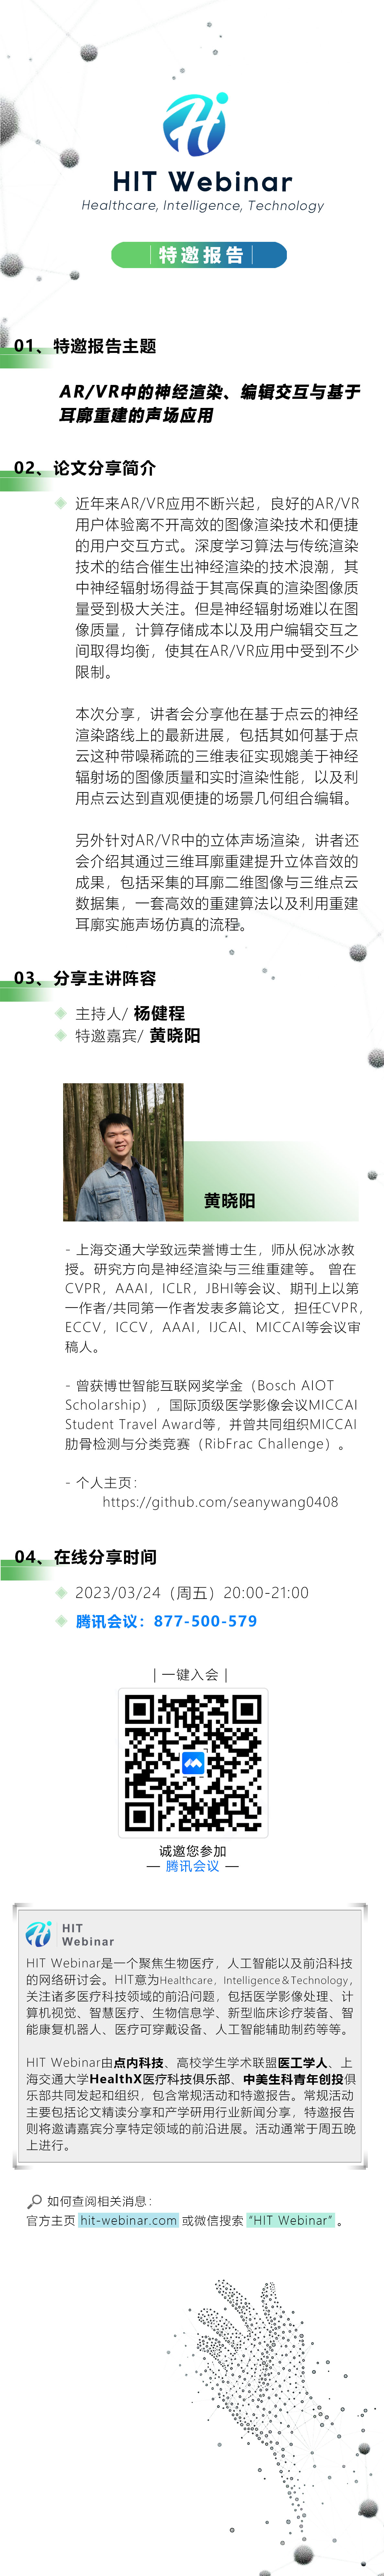 HIT Webinar
Healthcare, Intelligence, Technology
特邀报告
01、特邀报告主题
AR/VR中的神经渲染、编辑交互与基于
耳廓重建的声场应用
02、论文分享简介
近年来AR/VR应用不断兴起，良好的AR/VR
用户体验离不开高效的图像渲染技术和便捷
的用户交互方式。深度学习算法与传统渲染
技术的结合催生出神经渲染的技术浪潮，其
中神经辐射场得益于其高保真的渲染图像质
量受到极大关注。但是神经辐射场难以在图
像质量，计算存储成本以及用户编辑交互之
间取得均衡，使其在AR/VR应用中受到不少
限制。
本次分享，讲者会分享他在基于点云的神经
渲染路线上的最新进展，包括其如何基于点
云这种带噪稀疏的三维表征实现媲美于神经
辐射场的图像质量和实时渲染性能，以及利
用点云达到直观便捷的场景几何组合编辑。
另外针对AR/VR中的立体声场渲染，讲者还
会介绍其通过三维耳廓重建提升立体音效的
成果，包括采集的耳廓二维图像与三维点云
数据集，一套高效的重建算法以及利用重建
耳廓实施声场仿真的流程。
03、分享主讲阵容
主持人/ 杨健程
特邀嘉宾/ 黄晓阳
黄晓阳
- 上海交通大学致远荣誉博士生，师从倪冰冰教
授。研究方向是神经渲染与三维重建等。 曾在
CVPR，AAAI，ICLR，JBHI等会议、期刊上以第
一作者/共同第一作者发表多篇论文，担任CVPR，
ECCV，ICCV，AAAI，IJCAI、MICCAI等会议审
稿人。
- 曾获博世智能互联网奖学金（Bosch AIOT
Scholarship），国际顶级医学影像会议MICCAI
Student Travel Award等，并曾共同组织MICCAI
肋骨检测与分类竞赛（RibFrac Challenge）。
- 个人主页：
https://github.com/seanywang0408
04、在线分享时间
2023/03/24（周五）20:00-21:00
腾讯会议：877-500-579
| 一键入会 |
诚邀您参加
— 腾讯会议 —
HIT
Webinar
HIT Webinar是一个聚焦生物医疗，人工智能以及前沿科技
的网络研讨会。HIT意为Healthcare，Intelligence＆Technology，
关注诸多医疗科技领域的前沿问题，包括医学影像处理、计
算机视觉、智慧医疗、生物信息学、新型临床诊疗装备、智
能康复机器人、医疗可穿戴设备、人工智能辅助制药等等。
HIT Webinar由点内科技、高校学生学术联盟医工学人、上
海交通大学HealthX医疗科技俱乐部、中美生科青年创投俱
乐部共同发起和组织，包含常规活动和特邀报告。常规活动
主要包括论文精读分享和产学研用行业新闻分享，特邀报告
则将邀请嘉宾分享特定领域的前沿进展。活动通常于周五晚
上进行。
如何查阅相关消息：
官方主页 hit-webinar.com 或微信搜索 “HIT Webinar” 。